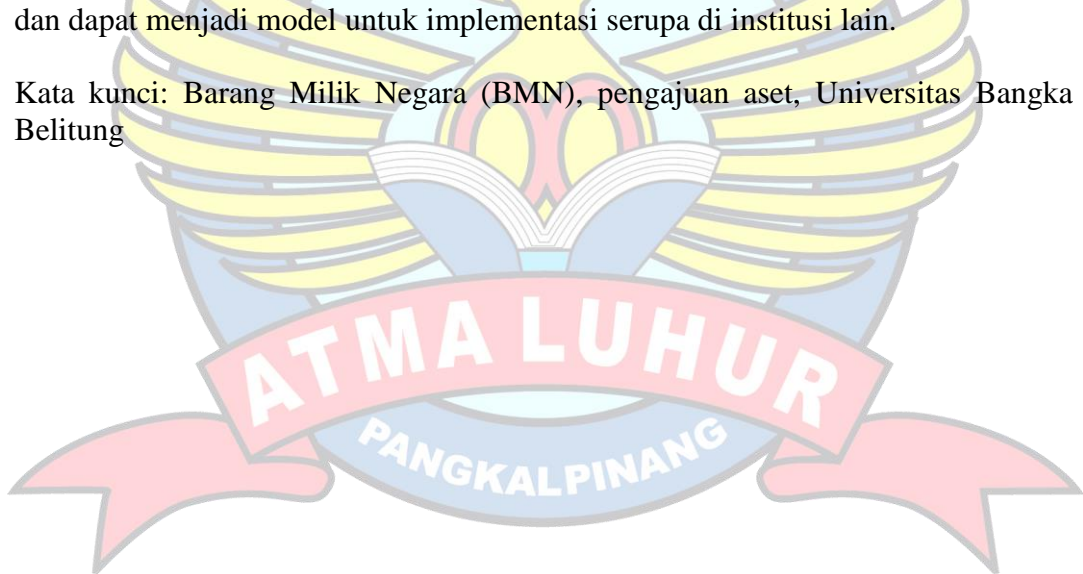 dan dapat menjadi model untuk implementasi serupa di institusi lain.
Kata kunci: Barang Milik Negara (BMN), pengajuan aset, Universitas Bangka
Belitung
ATMA LUHUR
PANGKALPINANG